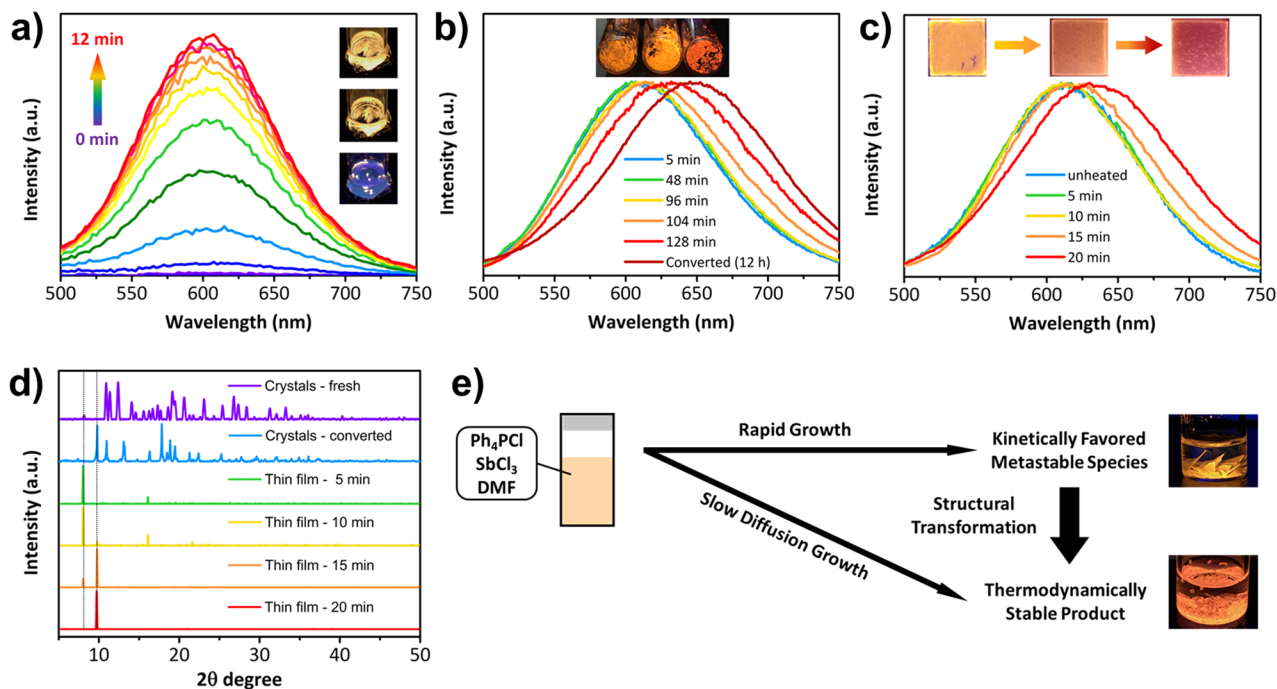 a)
12 min
0 min
Intensity (a.u.)
500 550 600 650 700 750
Wavelength (nm)
b)
5 min
48 min
96 min
104 min
128 min
Converted (12 h)
Intensity (a.u.)
500 550 600 650 700 750
Wavelength (nm)
c)
unheated
5 min
10 min
15 min
20 min
Intensity (a.u.)
500 550 600 650 700 750
Wavelength (nm)
d)
Crystals - fresh
Crystals - converted
Thin film - 5 min
Thin film - 10 min
Thin film - 15 min
Thin film - 20 min
Intensity (a.u.)
10 20 30 40 50
2θ degree
e)
Ph₄PCl
SbCl₃
DMF
Rapid Growth
Slow Diffusion Growth
Kinetically Favored
Metastable Species
Structural
Transformation
Thermodynamically
Stable Product